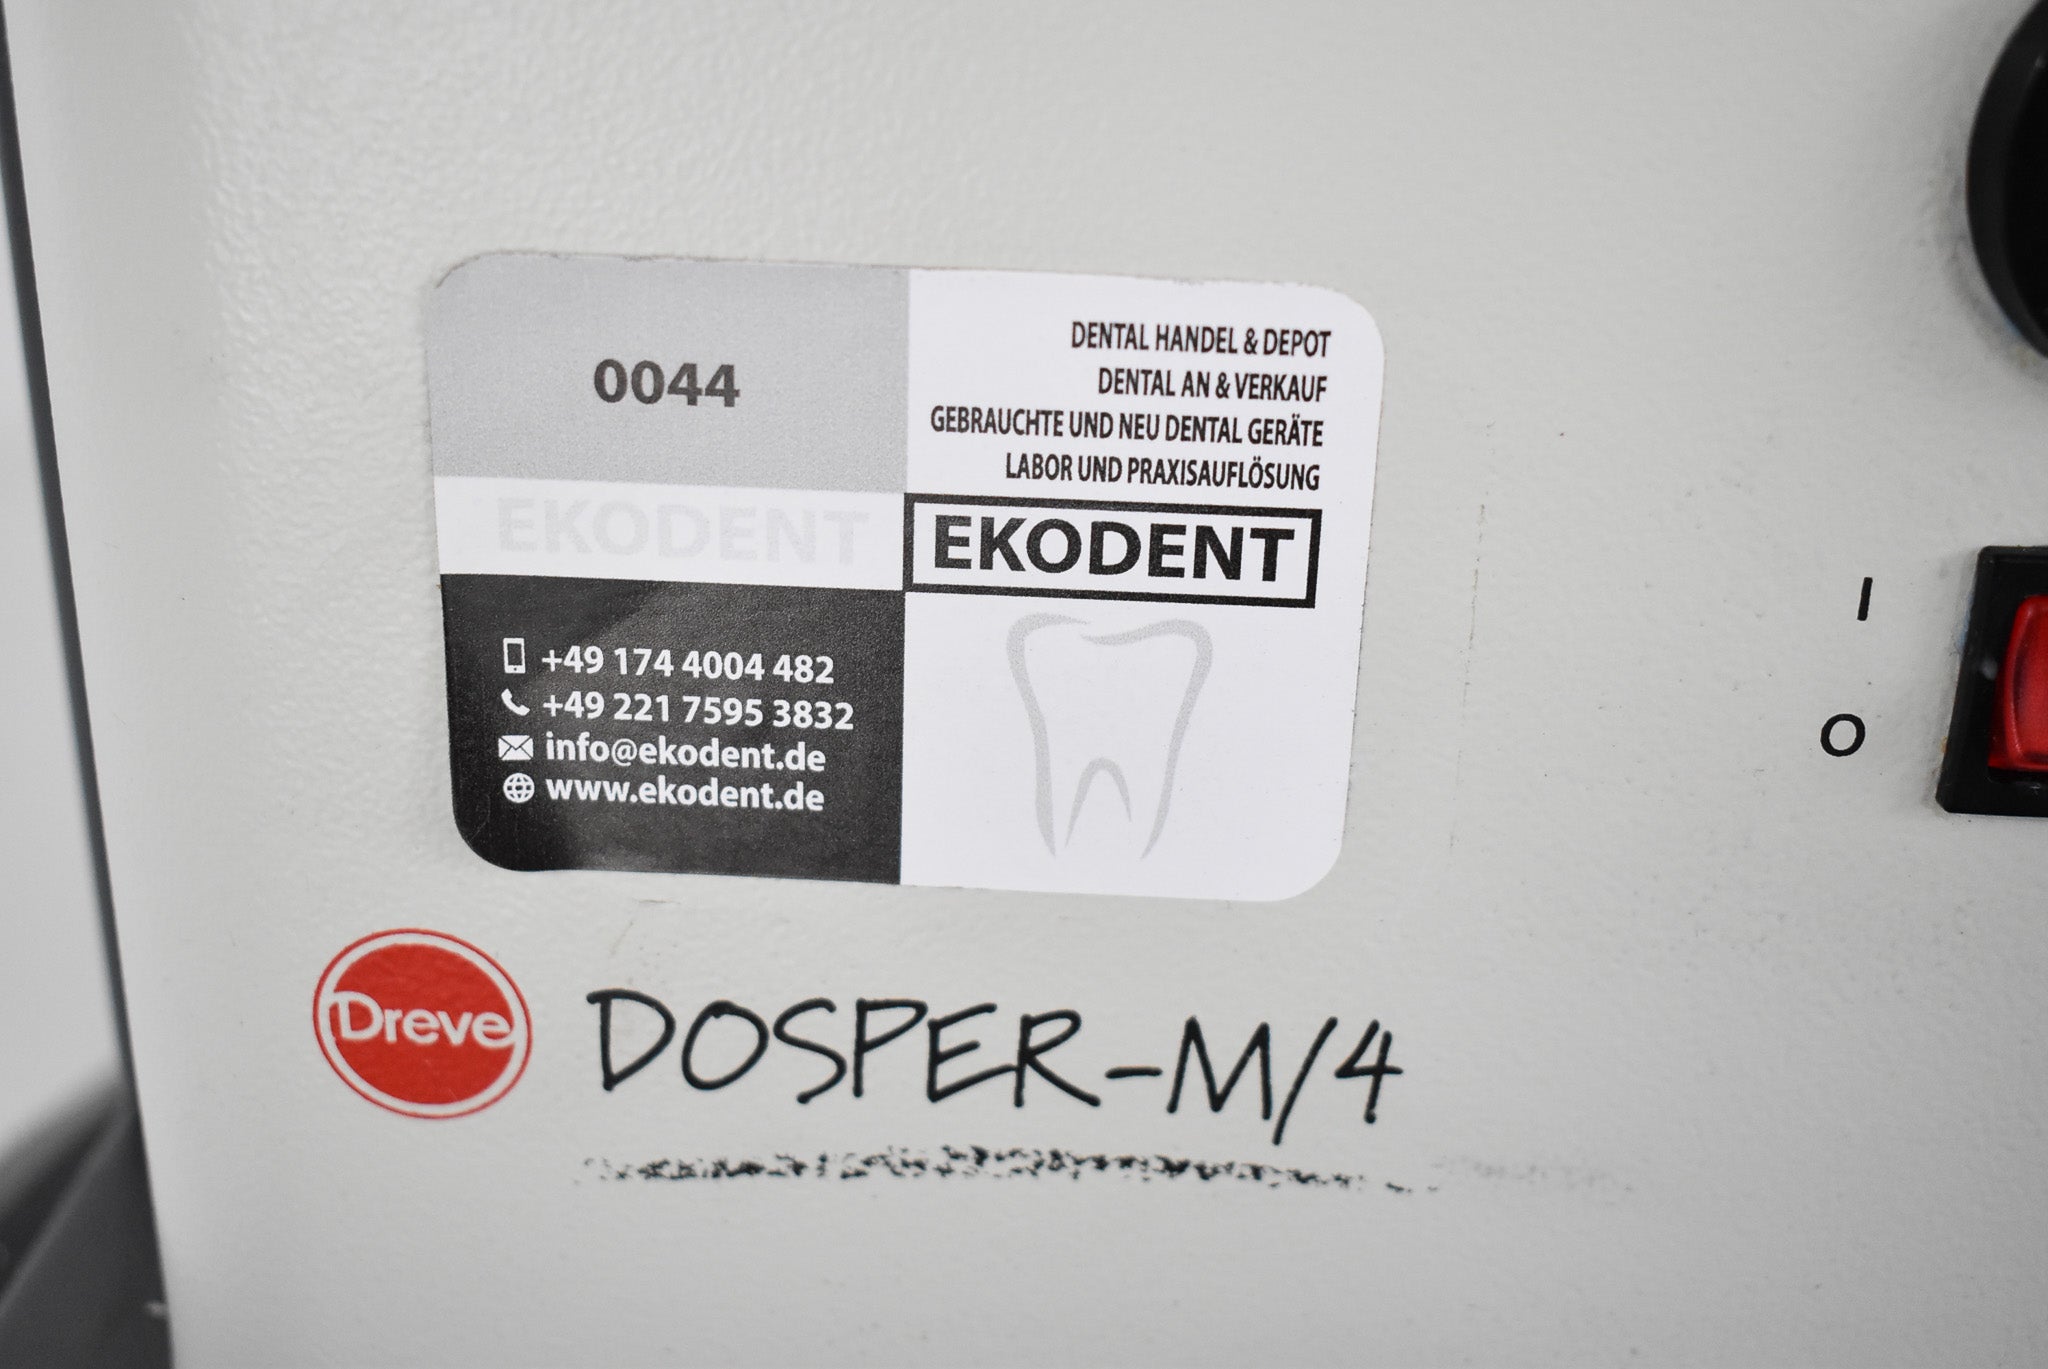 0044
DENTAL HANDEL & DEPOT
DENTAL AN & VERKAUF
GEBRAUCHTE UND NEU DENTAL GERÄTE
LABOR UND PRAXISAUFLÖSUNG
EKODENT
EKODENT
+49 174 4004 482
+49 221 7595 3832
info@ekodent.de
www.ekodent.de
I
O
Dreve
DOSPER-M/4